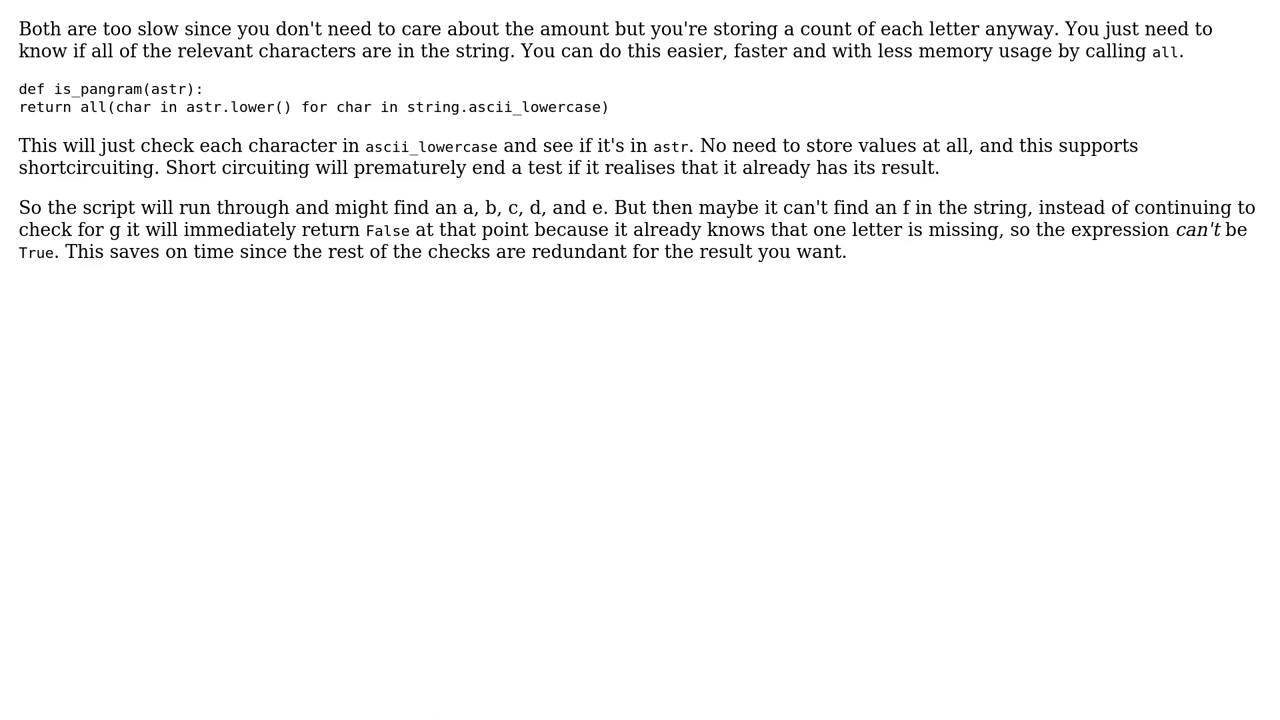 Both are too slow since you don't need to care about the amount but you're storing a count of each letter anyway. You just need to
know if all of the relevant characters are in the string. You can do this easier, faster and with less memory usage by calling all.
def is_pangram(astr):
return all(char in astr.lower() for char in string.ascii_lowercase)
This will just check each character in ascii_lowercase and see if it's in astr. No need to store values at all, and this supports
shortcircuiting. Short circuiting will prematurely end a test if it realises that it already has its result.
So the script will run through and might find an a, b, c, d, and e. But then maybe it can't find an f in the string, instead of continuing to
check for g it will immediately return False at that point because it already knows that one letter is missing, so the expression can't be
True. This saves on time since the rest of the checks are redundant for the result you want.